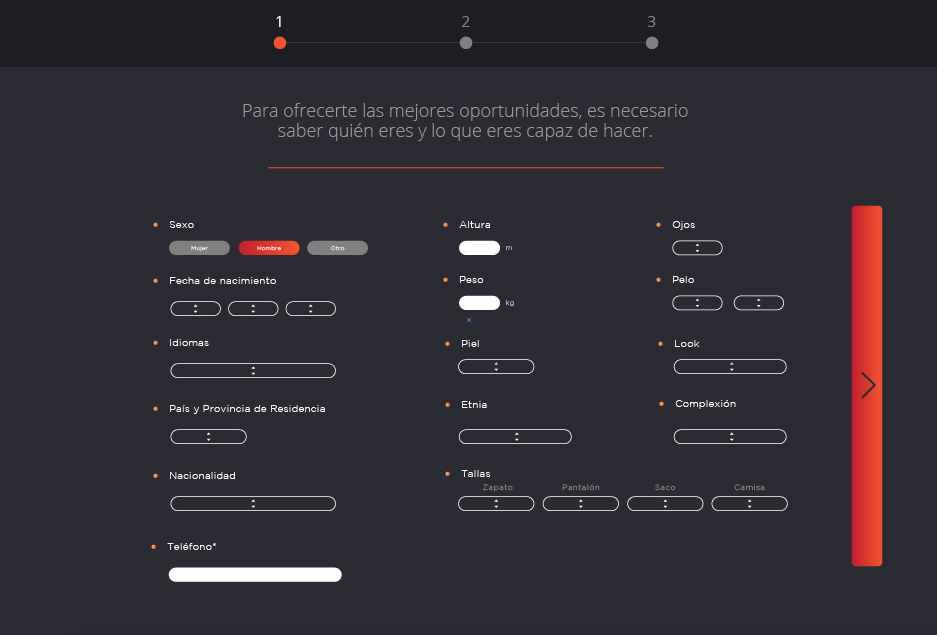 1 2 3
Para ofrecerte las mejores oportunidades, es necesario
saber quién eres y lo que eres capaz de hacer.
Sexo
Mujer Hombre Otro
Fecha de nacimiento
Idiomas
País y Provincia de Residencia
Nacionalidad
Teléfono*
Altura
m
Peso
kg
Piel
Etnia
Tallas
Zapato Pantalón Saco Camisa
Ojos
Pelo
Look
Complexión